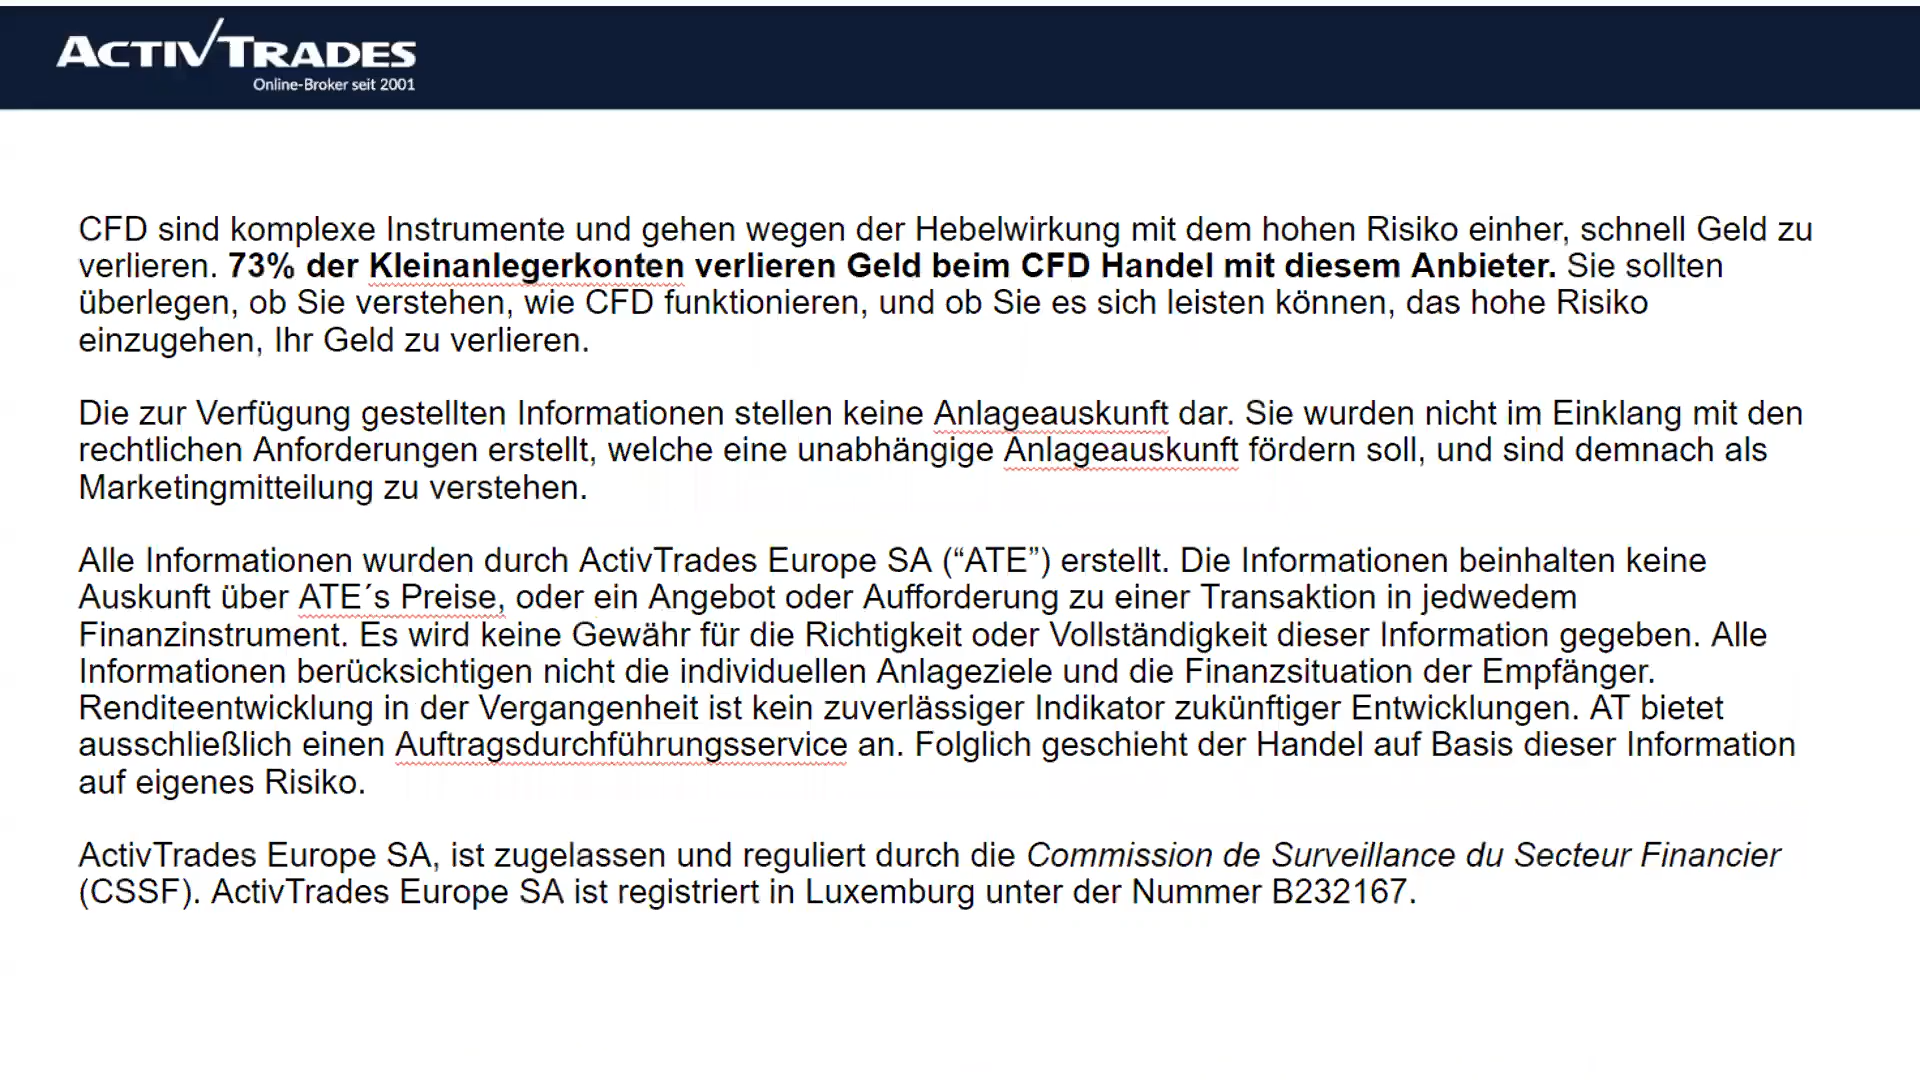 ACTIVTRADES
Online-Broker seit 2001
CFD sind komplexe Instrumente und gehen wegen der Hebelwirkung mit dem hohen Risiko einher, schnell Geld zu
verlieren. 73% der Kleinanlegerkonten verlieren Geld beim CFD Handel mit diesem Anbieter. Sie sollten
überlegen, ob Sie verstehen, wie CFD funktionieren, und ob Sie es sich leisten können, das hohe Risiko
einzugehen, Ihr Geld zu verlieren.
Die zur Verfügung gestellten Informationen stellen keine Anlageauskunft dar. Sie wurden nicht im Einklang mit den
rechtlichen Anforderungen erstellt, welche eine unabhängige Anlageauskunft fördern soll, und sind demnach als
Marketingmitteilung zu verstehen.
Alle Informationen wurden durch ActivTrades Europe SA (“ATE”) erstellt. Die Informationen beinhalten keine
Auskunft über ATE´s Preise, oder ein Angebot oder Aufforderung zu einer Transaktion in jedwedem
Finanzinstrument. Es wird keine Gewähr für die Richtigkeit oder Vollständigkeit dieser Information gegeben. Alle
Informationen berücksichtigen nicht die individuellen Anlageziele und die Finanzsituation der Empfänger.
Renditeentwicklung in der Vergangenheit ist kein zuverlässiger Indikator zukünftiger Entwicklungen. AT bietet
ausschließlich einen Auftragsdurchführungsservice an. Folglich geschieht der Handel auf Basis dieser Information
auf eigenes Risiko.
ActivTrades Europe SA, ist zugelassen und reguliert durch die Commission de Surveillance du Secteur Financier
(CSSF). ActivTrades Europe SA ist registriert in Luxemburg unter der Nummer B232167.